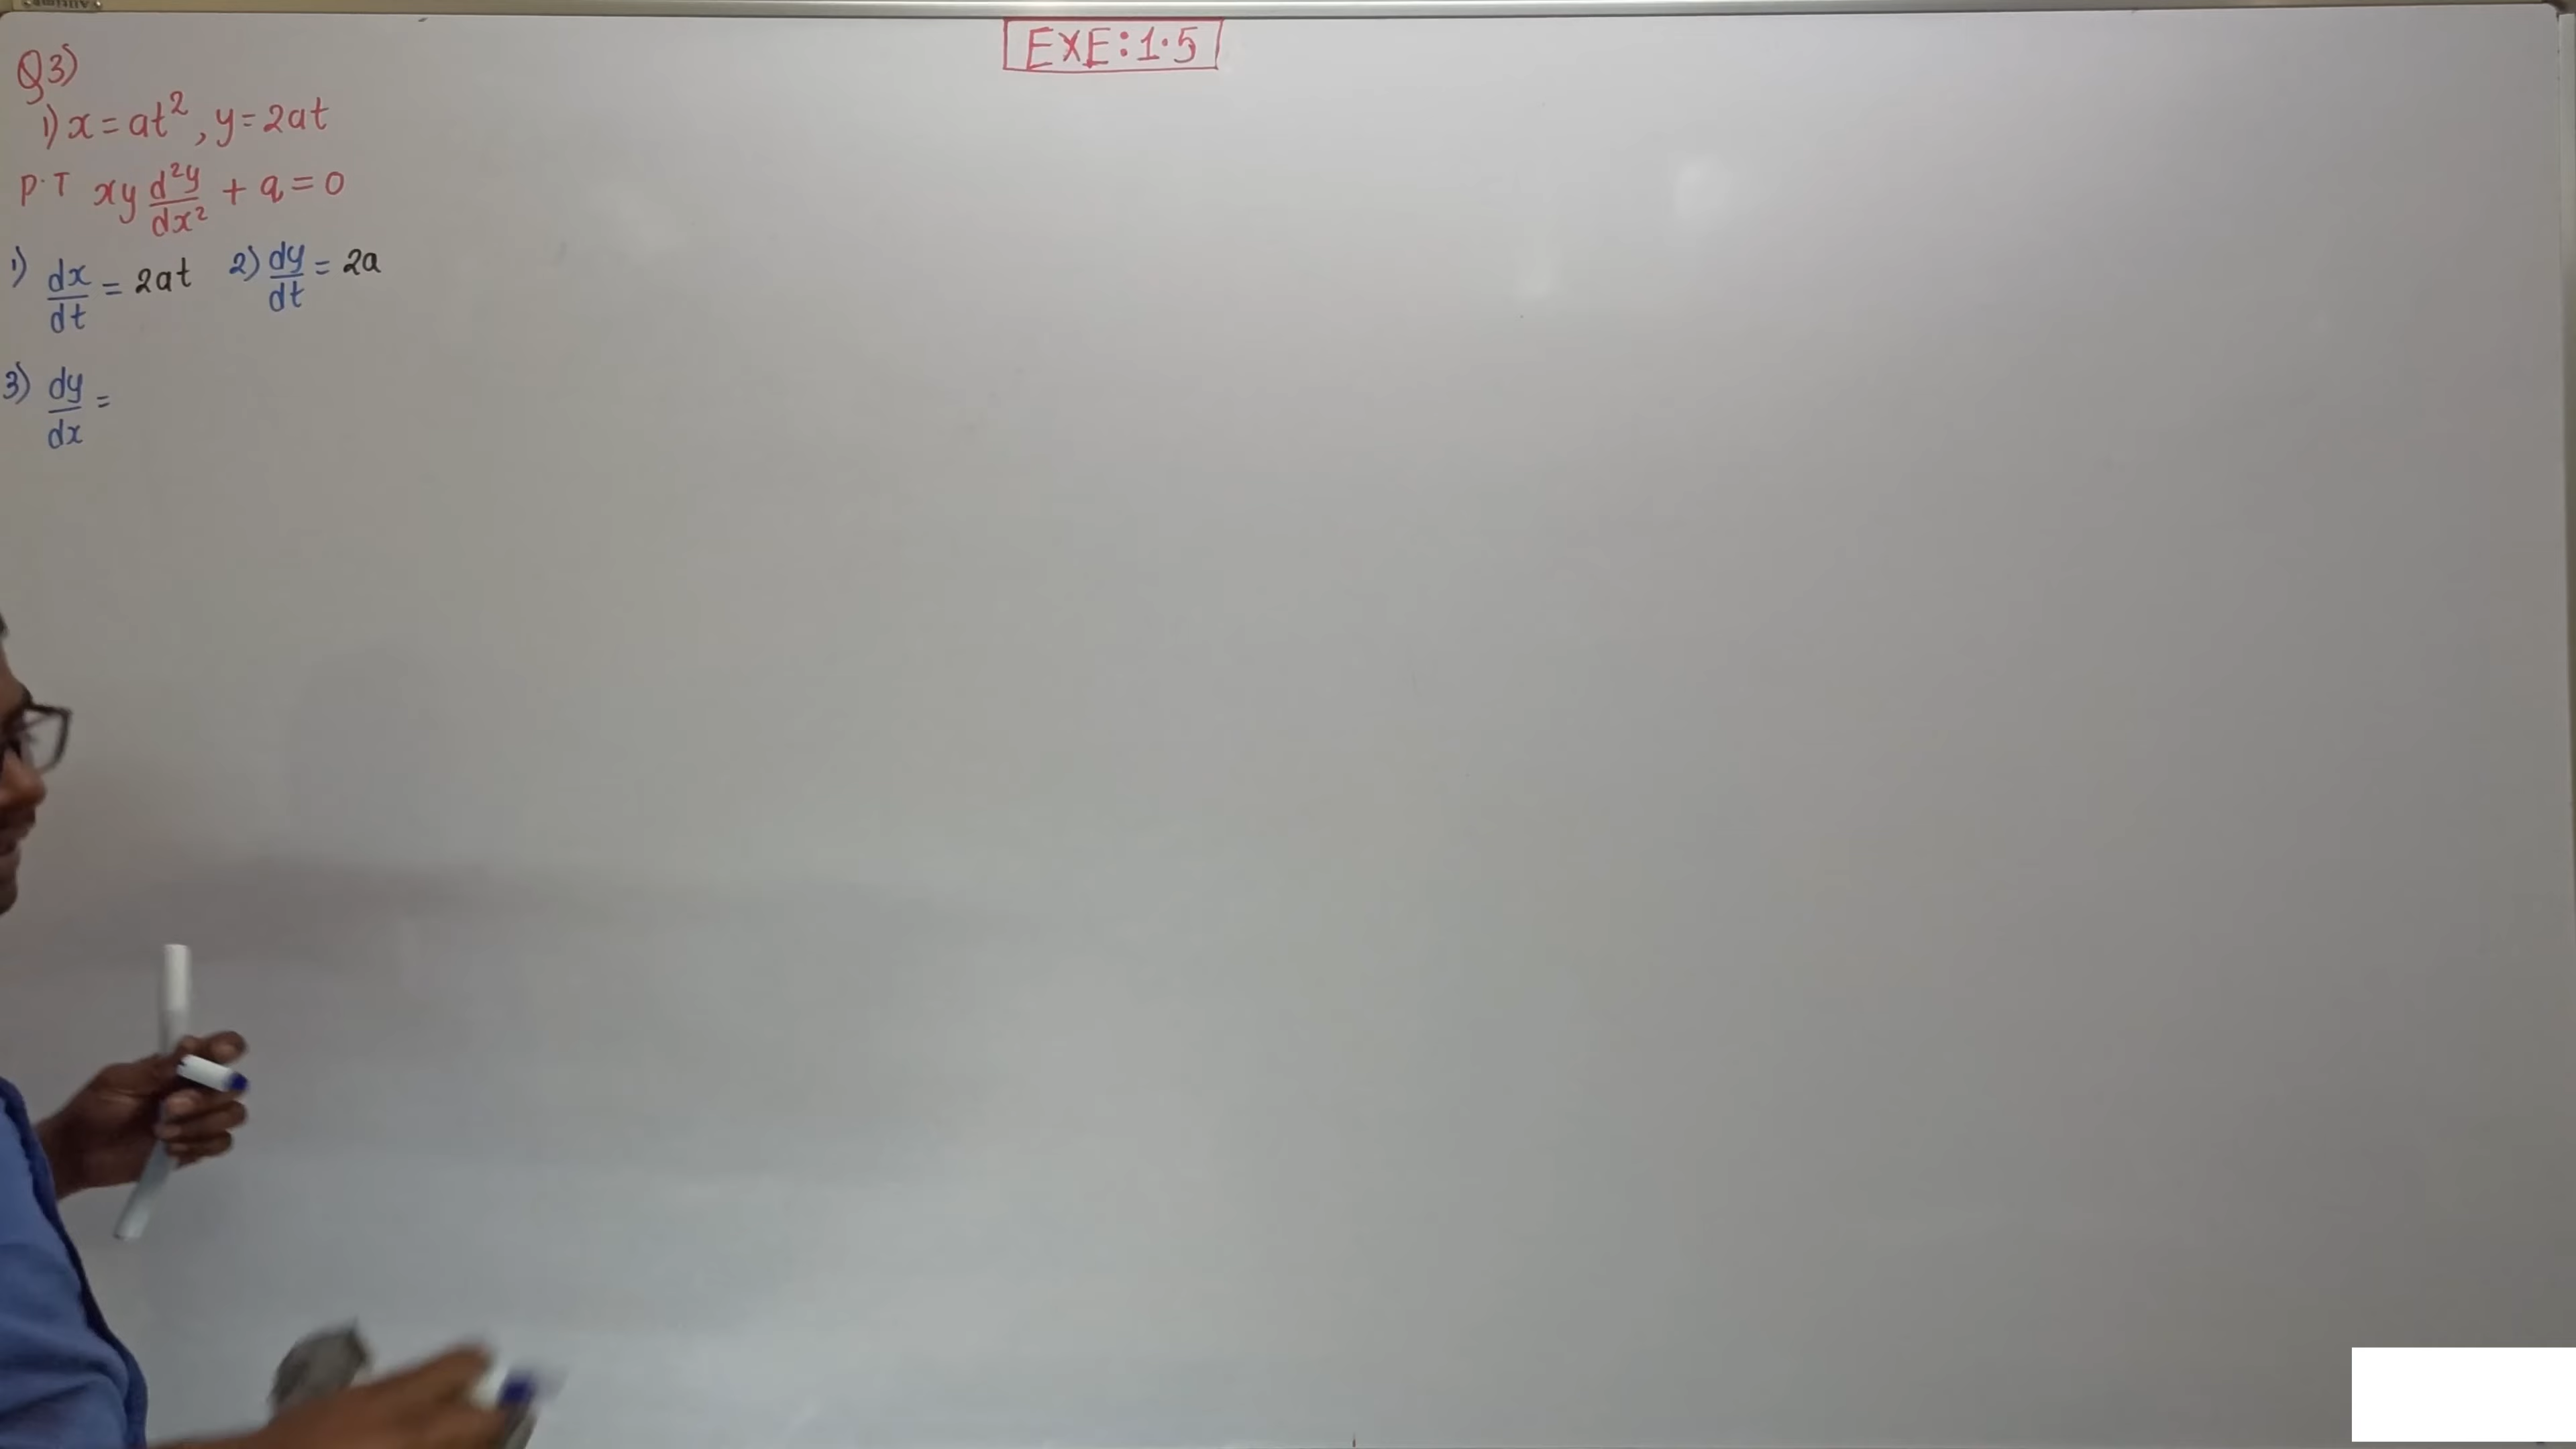 EXE:1.5
Q3)
1) x = at², y = 2at
P.T xy d²y/dx² + a = 0
1) dx/dt = 2at 2) dy/dt = 2a
3) dy/dx =